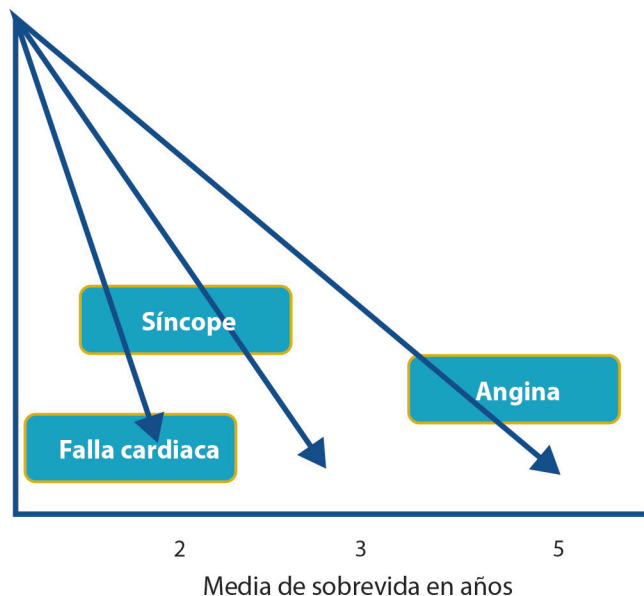 Síncope
Angina
Falla cardiaca
2 3 5
Media de sobrevida en años